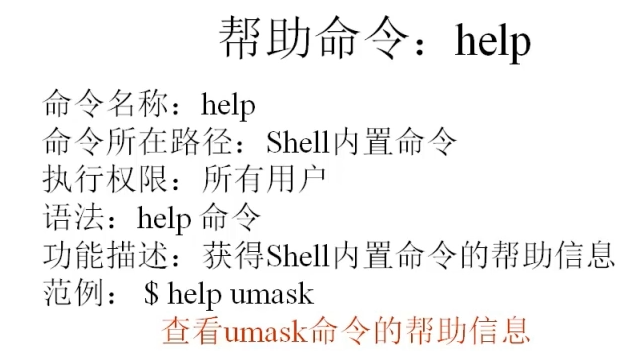 帮助命令：help
命令名称：help
命令所在路径：Shell内置命令
执行权限：所有用户
语法：help 命令
功能描述：获得Shell内置命令的帮助信息
范例： $ help umask
查看umask命令的帮助信息